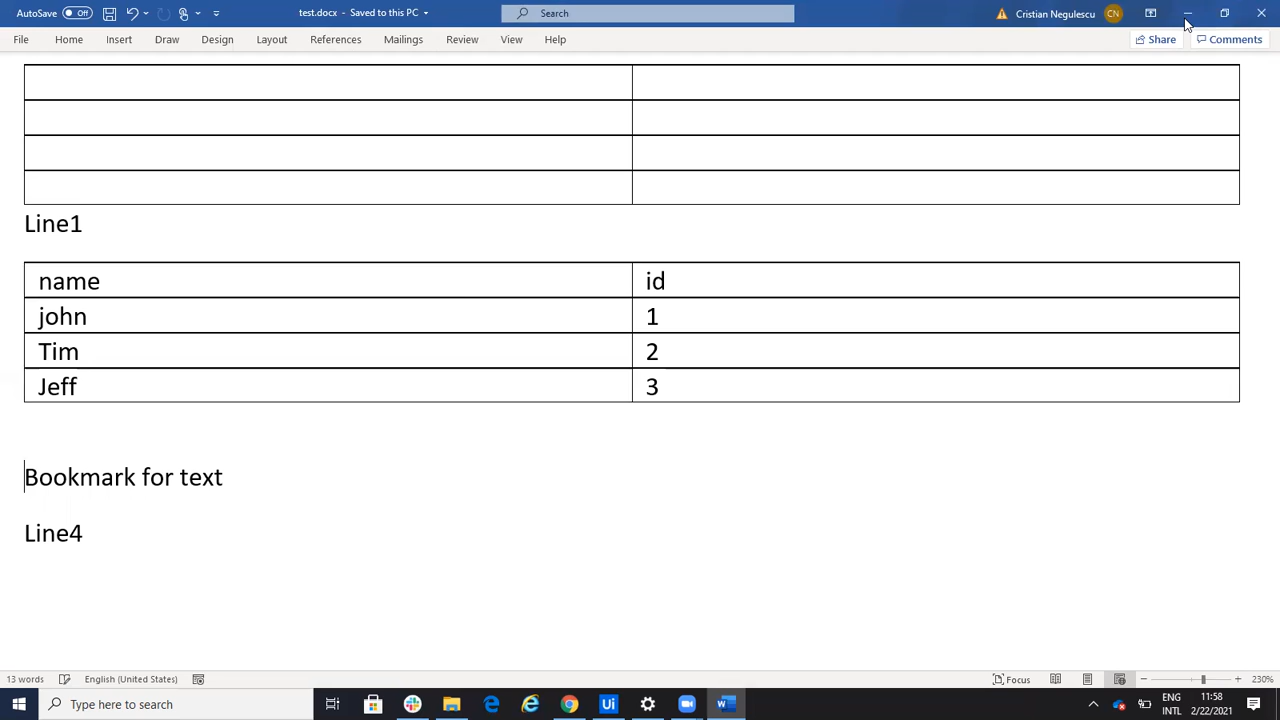 AutoSave Off test.docx - Saved to this PC Search Cristian Negulescu CN
File Home Insert Draw Design Layout References Mailings Review View Help Share Comments
Line1
name id
john 1
Tim 2
Jeff 3
Bookmark for text
Line4
13 words English (United States) Focus 230%
Type here to search Ui W ENG 11:58
INTL 2/22/2021